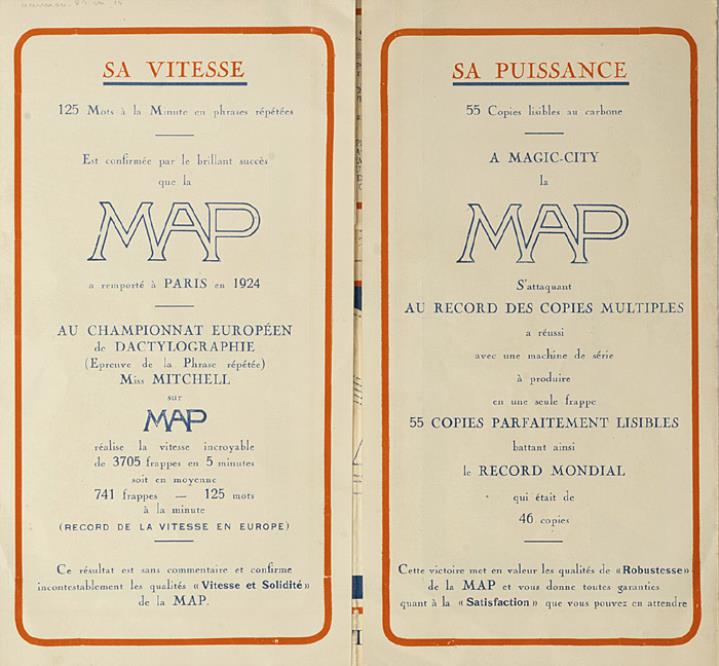 SA VITESSE
125 Mots à la Minute en phrases répétées
Est confirmée par le brillant succès
que la
MAP
a remporté à PARIS en 1924
AU CHAMPIONNAT EUROPÉEN
de DACTYLOGRAPHIE
(Epreuve de la Phrase répétée)
Miss MITCHELL
sur
MAP
réalise la vitesse incroyable
de 3705 frappes en 5 minutes
soit en moyenne
741 frappes — 125 mots
à la minute
(RECORD DE LA VITESSE EN EUROPE)
Ce résultat est sans commentaire et confirme
incontestablement les qualités « Vitesse et Solidité »
de la MAP.
SA PUISSANCE
55 Copies lisibles au carbone
A MAGIC-CITY
la
MAP
S'attaquant
AU RECORD DES COPIES MULTIPLES
a réussi
avec une machine de série
à produire
en une seule frappe
55 COPIES PARFAITEMENT LISIBLES
battant ainsi
le RECORD MONDIAL
qui était de
46 copies
Cette victoire met en valeur les qualités de « Robustesse »
de la MAP et vous donne toutes garanties
quant à la « Satisfaction » que vous pouvez en attendre